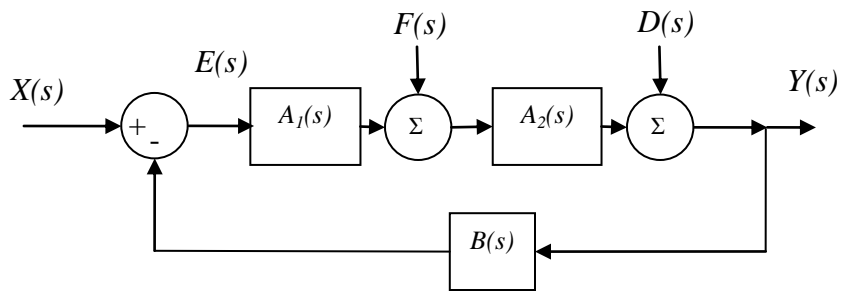 F(s)
D(s)
E(s)
X(s)
Y(s)
A₁(s)
A₂(s)
+
-
Σ
Σ
B(s)